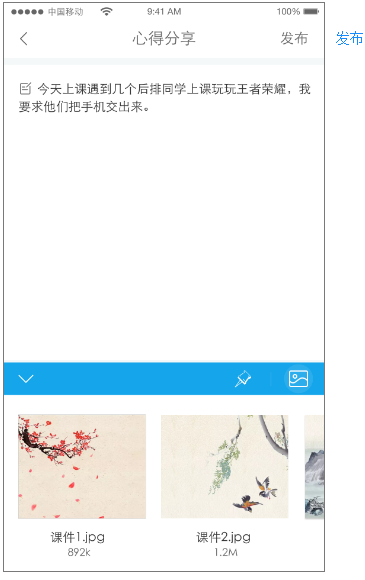 中国移动 9:41 AM 100%
心得分享 发布 发布
今天上课遇到几个后排同学上课玩玩王者荣耀，我
要求他们把手机交出来。
课件1.jpg 课件2.jpg
892k 1.2M